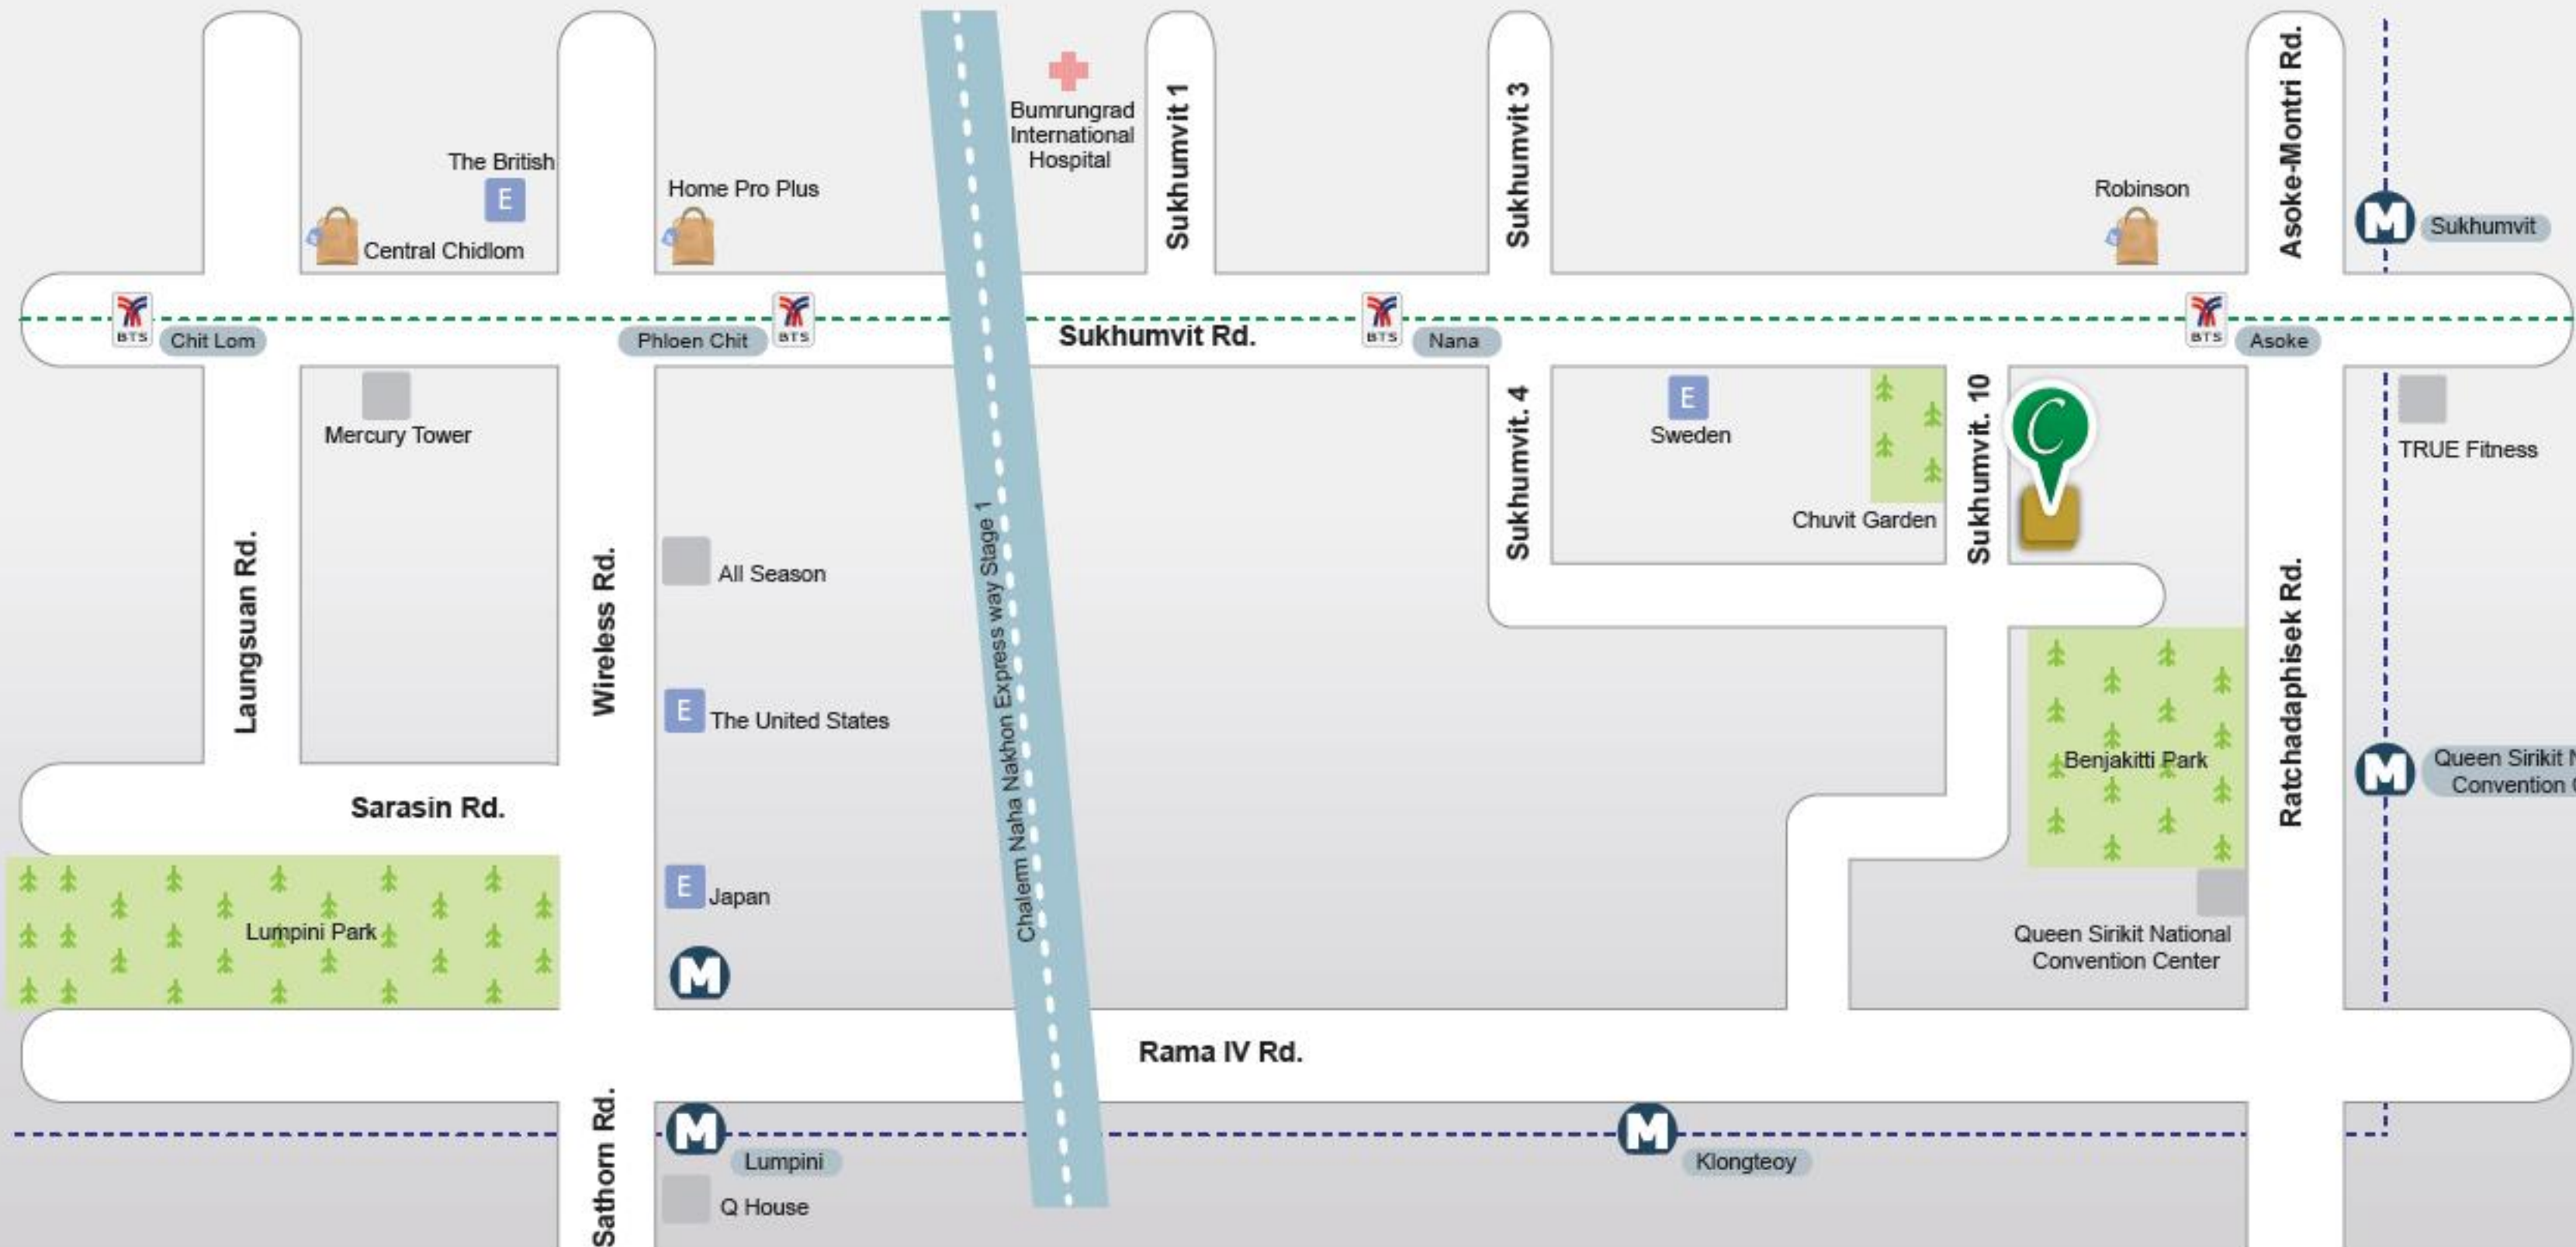 Bumrungrad
International
Hospital
Sukhumvit 1
Sukhumvit 3
Asoke-Montri Rd.
The British
E
Home Pro Plus
Robinson
M
Sukhumvit
Central Chidlom
BTS
Chit Lom
Phloen Chit
BTS
Sukhumvit Rd.
BTS
Nana
BTS
Asoke
Mercury Tower
Sukhumvit. 4
E
Sweden
Chuvit Garden
Sukhumvit. 10
C
TRUE Fitness
Laungsuan Rd.
Wireless Rd.
All Season
Chalerm Naha Nakhon Express way Stage 1
Ratchadaphisek Rd.
E
The United States
Benjakitti Park
M
Queen Sirikit N
Convention
Sarasin Rd.
E
Japan
Lumpini Park
M
Queen Sirikit National
Convention Center
Rama IV Rd.
Sathorn Rd.
M
Lumpini
M
Klongteoy
Q House